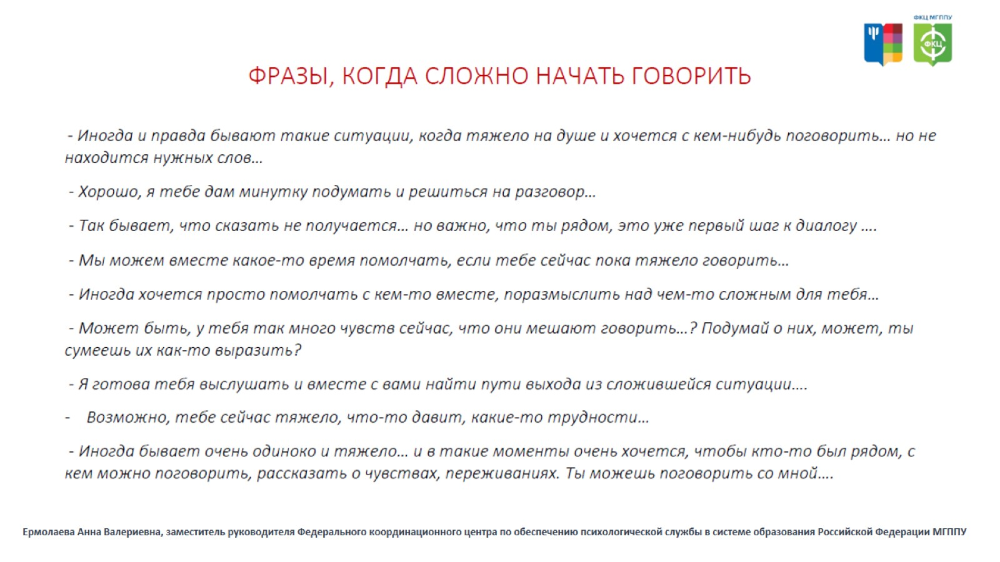 ФКЦ МГППУ
ФКЦ
ФРАЗЫ, КОГДА СЛОЖНО НАЧАТЬ ГОВОРИТЬ
- Иногда и правда бывают такие ситуации, когда тяжело на душе и хочется с кем-нибудь поговорить... но не
находится нужных слов...
- Хорошо, я тебе дам минутку подумать и решиться на разговор...
- Так бывает, что сказать не получается... но важно, что ты рядом, это уже первый шаг к диалогу ....
- Мы можем вместе какое-то время помолчать, если тебе сейчас пока тяжело говорить...
- Иногда хочется просто помолчать с кем-то вместе, поразмыслить над чем-то сложным для тебя...
- Может быть, у тебя так много чувств сейчас, что они мешают говорить...? Подумай о них, может, ты
сумеешь их как-то выразить?
- Я готова тебя выслушать и вместе с вами найти пути выхода из сложившейся ситуации....
- Возможно, тебе сейчас тяжело, что-то давит, какие-то трудности...
- Иногда бывает очень одиноко и тяжело... и в такие моменты очень хочется, чтобы кто-то был рядом, с
кем можно поговорить, рассказать о чувствах, переживаниях. Ты можешь поговорить со мной....
Ермолаева Анна Валериевна, заместитель руководителя Федерального координационного центра по обеспечению психологической службы в системе образования Российской Федерации МГППУ